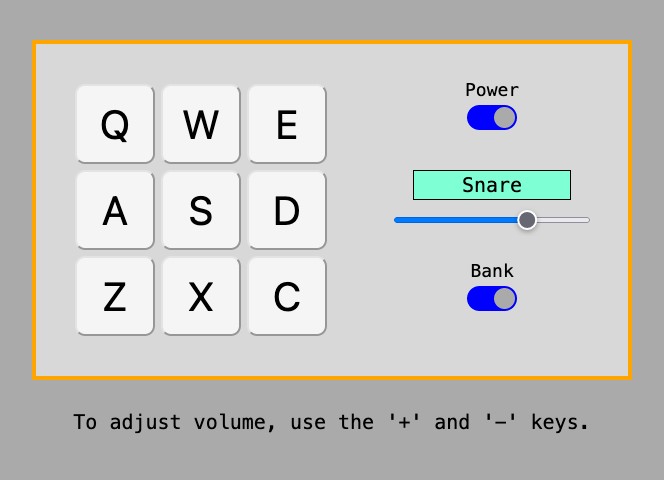 Q W E
A S D
Z X C
Power
Snare
Bank
To adjust volume, use the '+' and '-' keys.